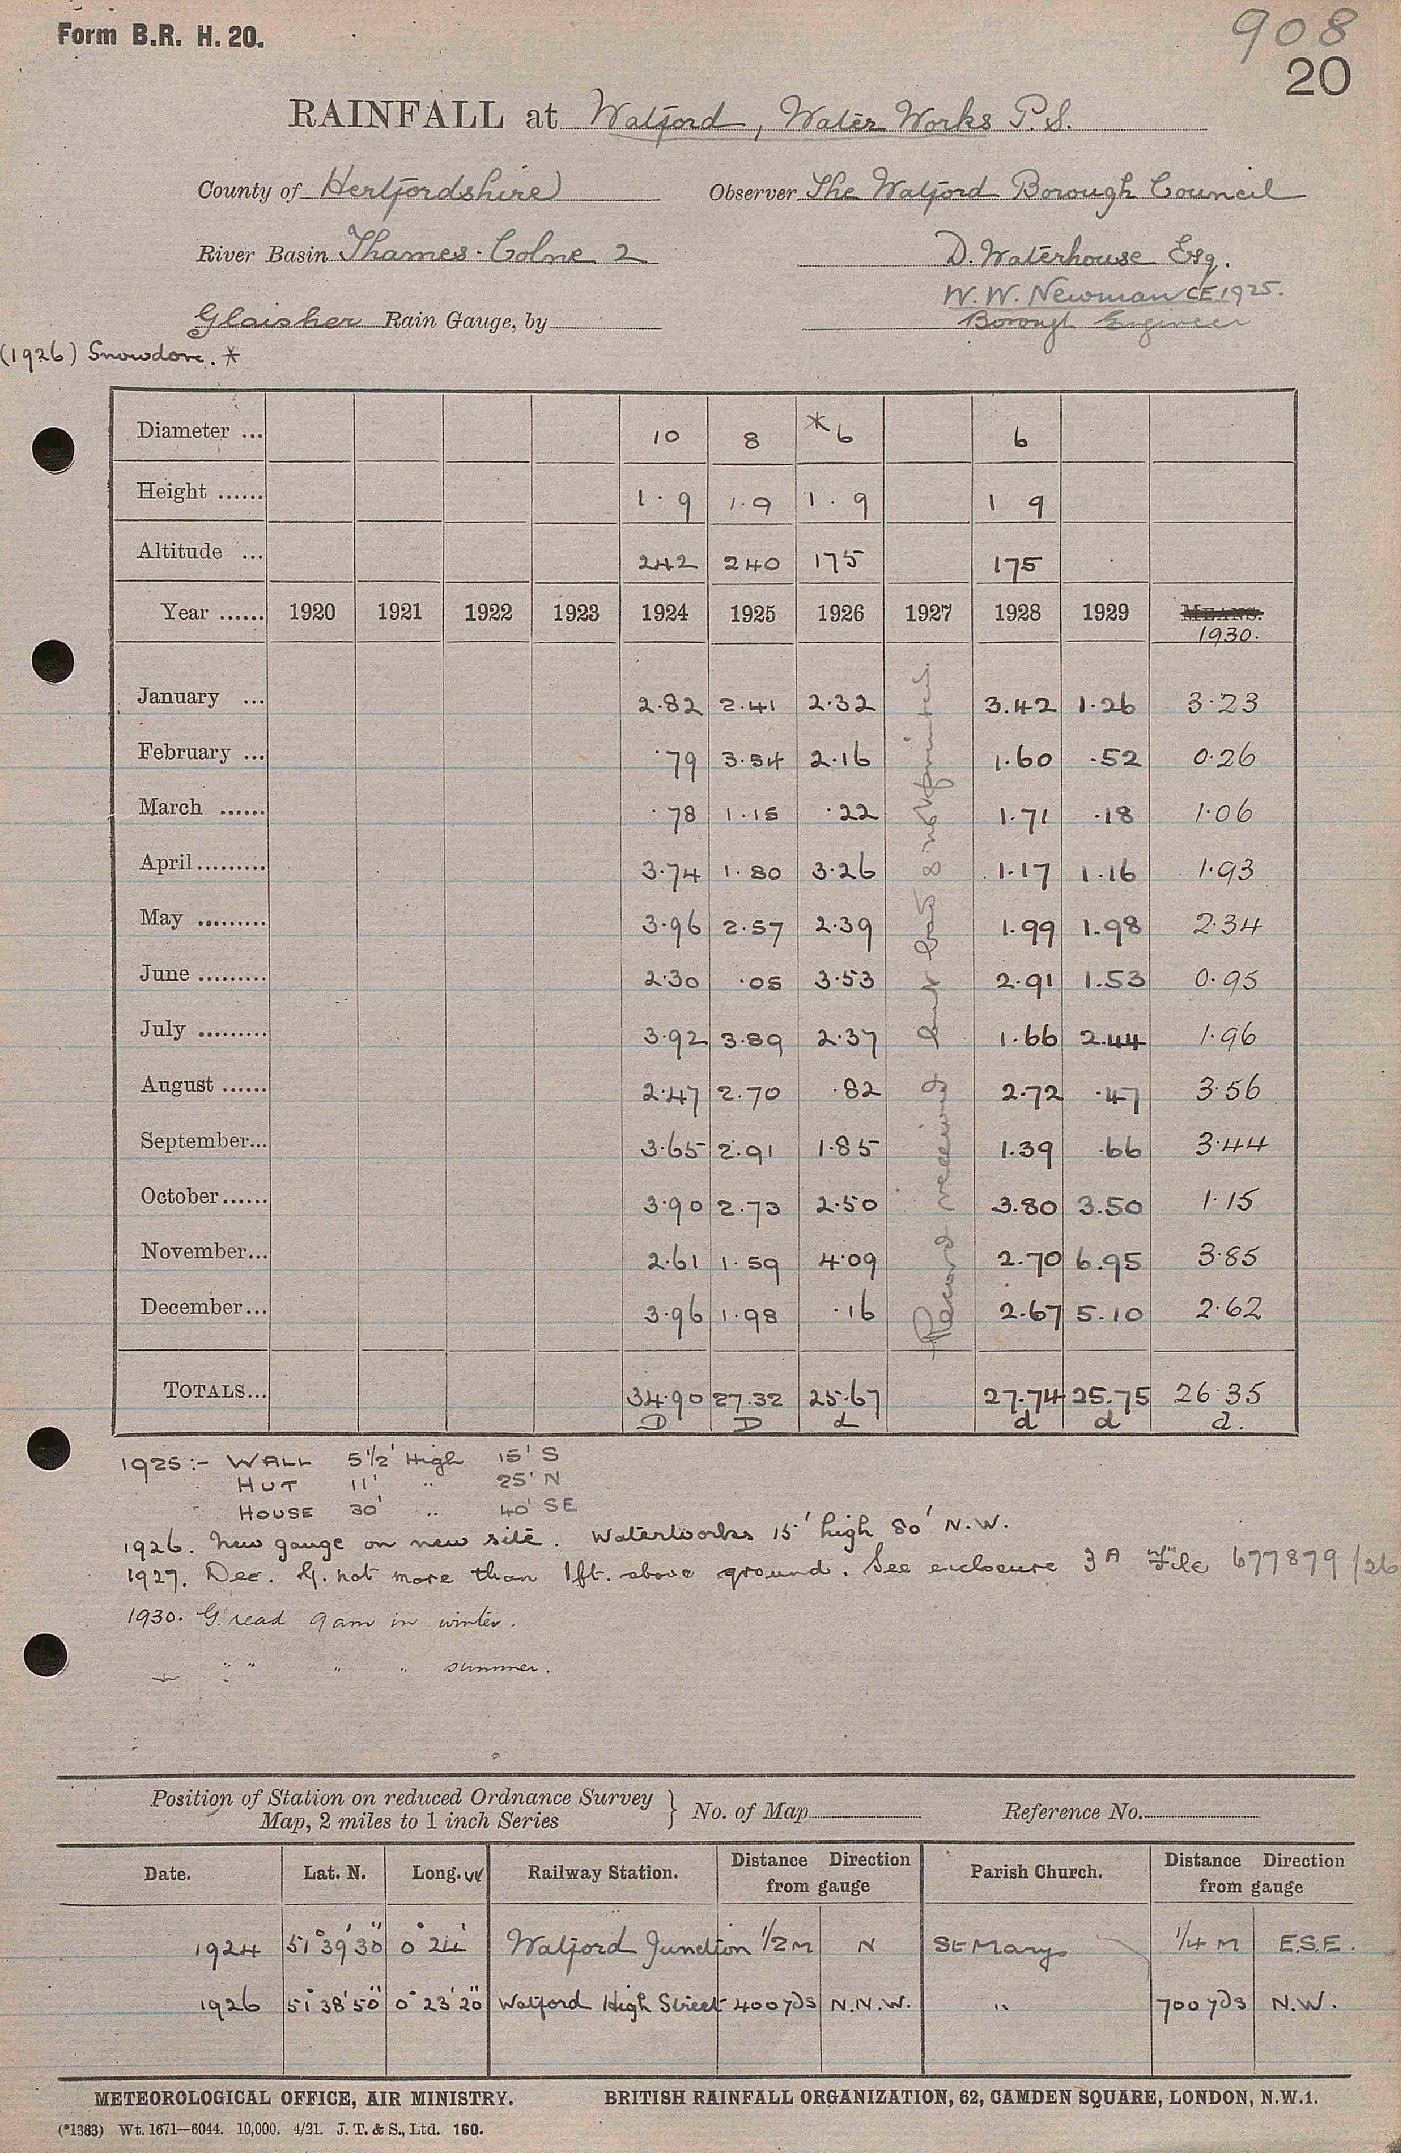 Form B.R. H. 20.
908
20
RAINFALL at Watford, Water Works P.S.
County of Hertfordshire Observer The Watford Borough Council
River Basin Thames-Colne 2 D. Waterhouse Esq.
W. W. Newman CE 1925.
Glaisher Rain Gauge, by Borough Engineer
(1926) Snowdon. *
Diameter ... 10 8 *6 6
Height ...... 1·9 1·9 1·9 1 9
Altitude ... 242 240 175 175
Year ...... 1920 1921 1922 1923 1924 1925 1926 1927 1928 1929 MEANS.
1930.
January ... 2·82 2·41 2·32 3·42 1·26 3·23
February ... ·79 3·54 2·16 1·60 ·52 0·26
March ...... ·78 1·15 ·22 1·71 ·18 1·06
April ......... 3·74 1·80 3·26 1·17 1·16 1·93
May ......... 3·96 2·57 2·39 1·99 1·98 2·34
June ......... 2·30 ·05 3·53 2·91 1·53 0·95
July ......... 3·92 3·89 2·37 1·66 2·44 1·96
August ...... 2·47 2·70 ·82 2·72 ·47 3·56
September... 3·65 2·91 1·85 1·39 ·66 3·44
October...... 3·90 2·73 2·50 3·80 3·50 1·15
November... 2·61 1·59 4·09 2·70 6·95 3·85
December... 3·96 1·98 ·16 2·67 5·10 2·62
Record received but bad & not printed.
TOTALS... 34·90 27·32 25·67 27·74 25·75 26·35
D D d d d d.
1925:- WALL 5½' High 15' S
HUT 11' " 25' N
HOUSE 30' " 40' SE
1926. New gauge on new site. Waterworks 15' high 80' N.W.
1927. Dec. G. not more than 1ft. above ground. See enclosure 3A File 677879/26
1930. G. read 9am in winter.
" " " " summer.
Position of Station on reduced Ordnance Survey
Map, 2 miles to 1 inch Series } No. of Map Reference No.
Date. Lat. N. Long. W Railway Station. Distance Direction from gauge Parish Church. Distance Direction from gauge
1924 51° 39' 30" 0° 24' Watford Junction ½ M N St Marys ¼ M E.S.E.
1926 51° 38' 50" 0° 23' 20" Watford High Street 400 yds N.N.W. " 700 yds N.W.
METEOROLOGICAL OFFICE, AIR MINISTRY. BRITISH RAINFALL ORGANIZATION, 62, CAMDEN SQUARE, LONDON, N.W.1.
(*1383) Wt. 1671—6044. 10,000. 4/21. J. T. & S., Ltd. 160.